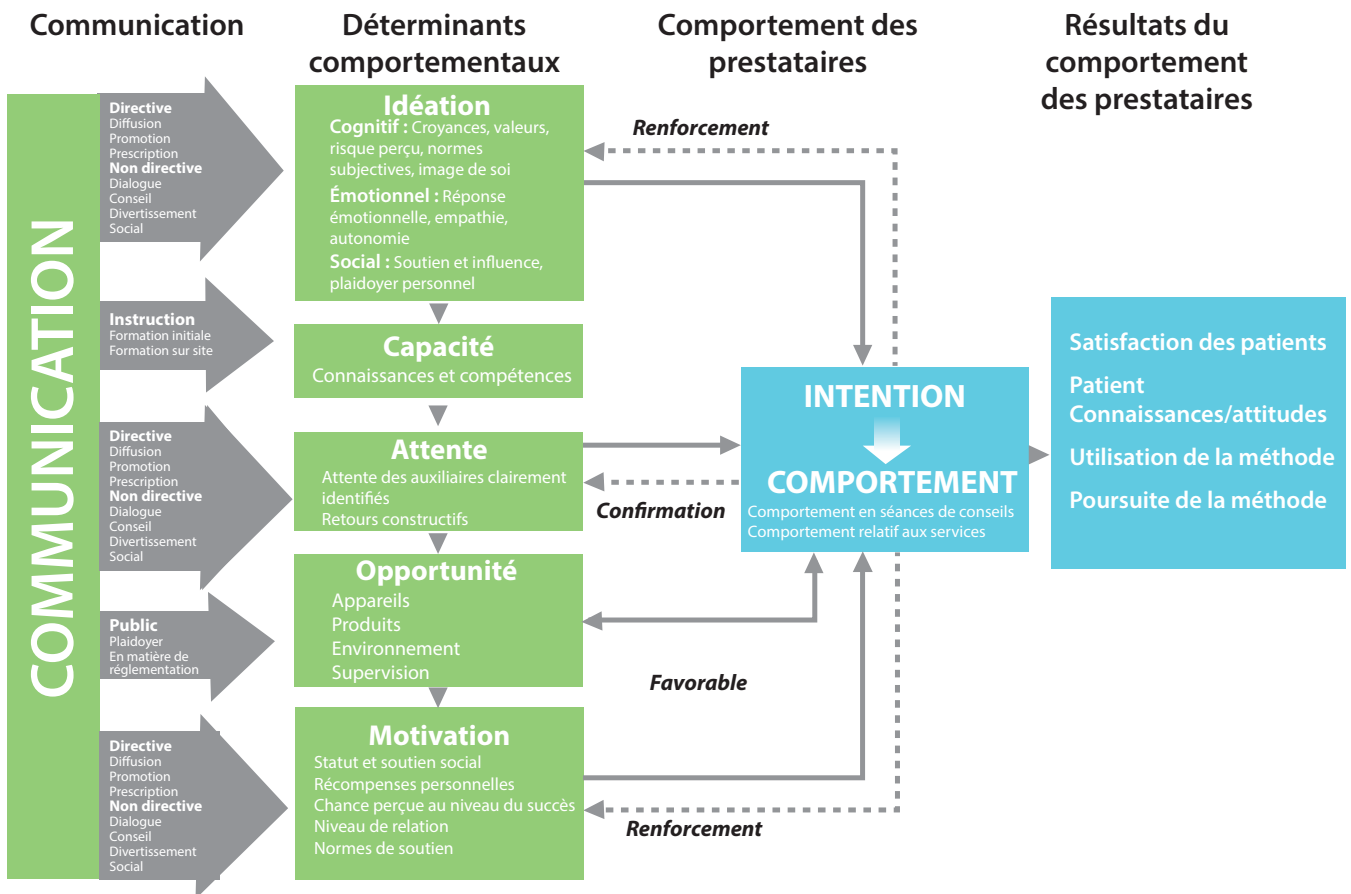 Communication
Déterminants
comportementaux
Comportement des
prestataires
Résultats du
comportement
des prestataires
COMMUNICATION
Directive
Diffusion
Promotion
Prescription
Non directive
Dialogue
Conseil
Divertissement
Social
Instruction
Formation initiale
Formation sur site
Directive
Diffusion
Promotion
Prescription
Non directive
Dialogue
Conseil
Divertissement
Social
Public
Plaidoyer
En matière de
réglementation
Directive
Diffusion
Promotion
Prescription
Non directive
Dialogue
Conseil
Divertissement
Social
Idéation
Cognitif : Croyances, valeurs,
risque perçu, normes
subjectives, image de soi
Émotionnel : Réponse
émotionnelle, empathie,
autonomie
Social : Soutien et influence,
plaidoyer personnel
Capacité
Connaissances et compétences
Attente
Attente des auxiliaires clairement
identifiés
Retours constructifs
Opportunité
Appareils
Produits
Environnement
Supervision
Motivation
Statut et soutien social
Récompenses personnelles
Chance perçue au niveau du succès
Niveau de relation
Normes de soutien
Renforcement
Confirmation
Favorable
Renforcement
INTENTION
COMPORTEMENT
Comportement en séances de conseils
Comportement relatif aux services
Satisfaction des patients
Patient
Connaissances/attitudes
Utilisation de la méthode
Poursuite de la méthode